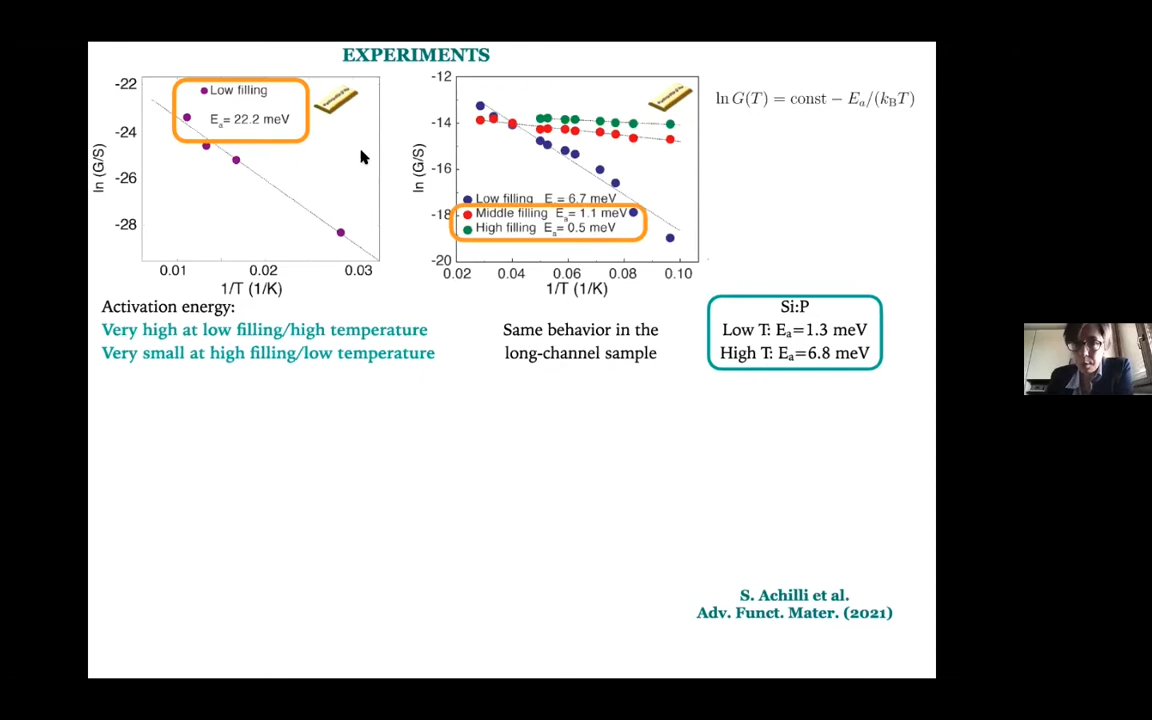 EXPERIMENTS
-22
-24
-26
-28
ln (G/S)
Low filling
Ea= 22.2 meV
0.01 0.02 0.03
1/T (1/K)
-12
-14
-16
-18
-20
ln (G/S)
Low filling E = 6.7 meV
Middle filling Ea= 1.1 meV
High filling Ea= 0.5 meV
0.02 0.04 0.06 0.08 0.10
1/T (1/K)
ln G(T) = const − Ea/(kBT)
Activation energy:
Very high at low filling/high temperature
Very small at high filling/low temperature
Same behavior in the
long-channel sample
Si:P
Low T: Ea=1.3 meV
High T: Ea=6.8 meV
S. Achilli et al.
Adv. Funct. Mater. (2021)